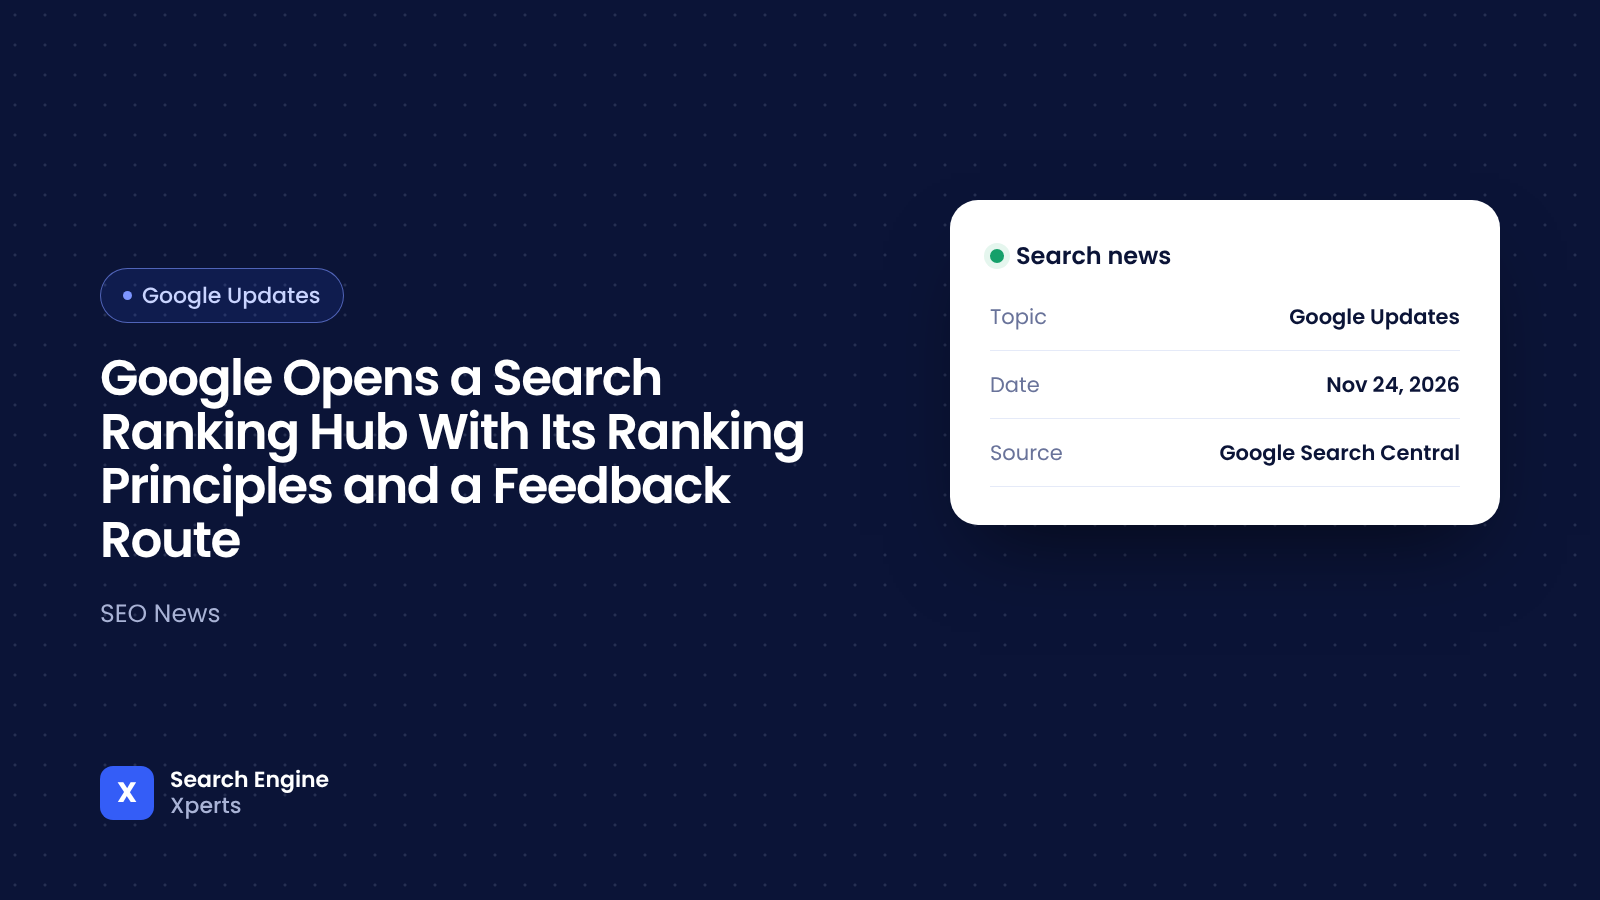 Google Updates
Google Opens a Search
Ranking Hub With Its Ranking
Principles and a Feedback
Route
SEO News
X
Search Engine
Xperts
Search news
Topic Google Updates
Date Nov 24, 2026
Source Google Search Central